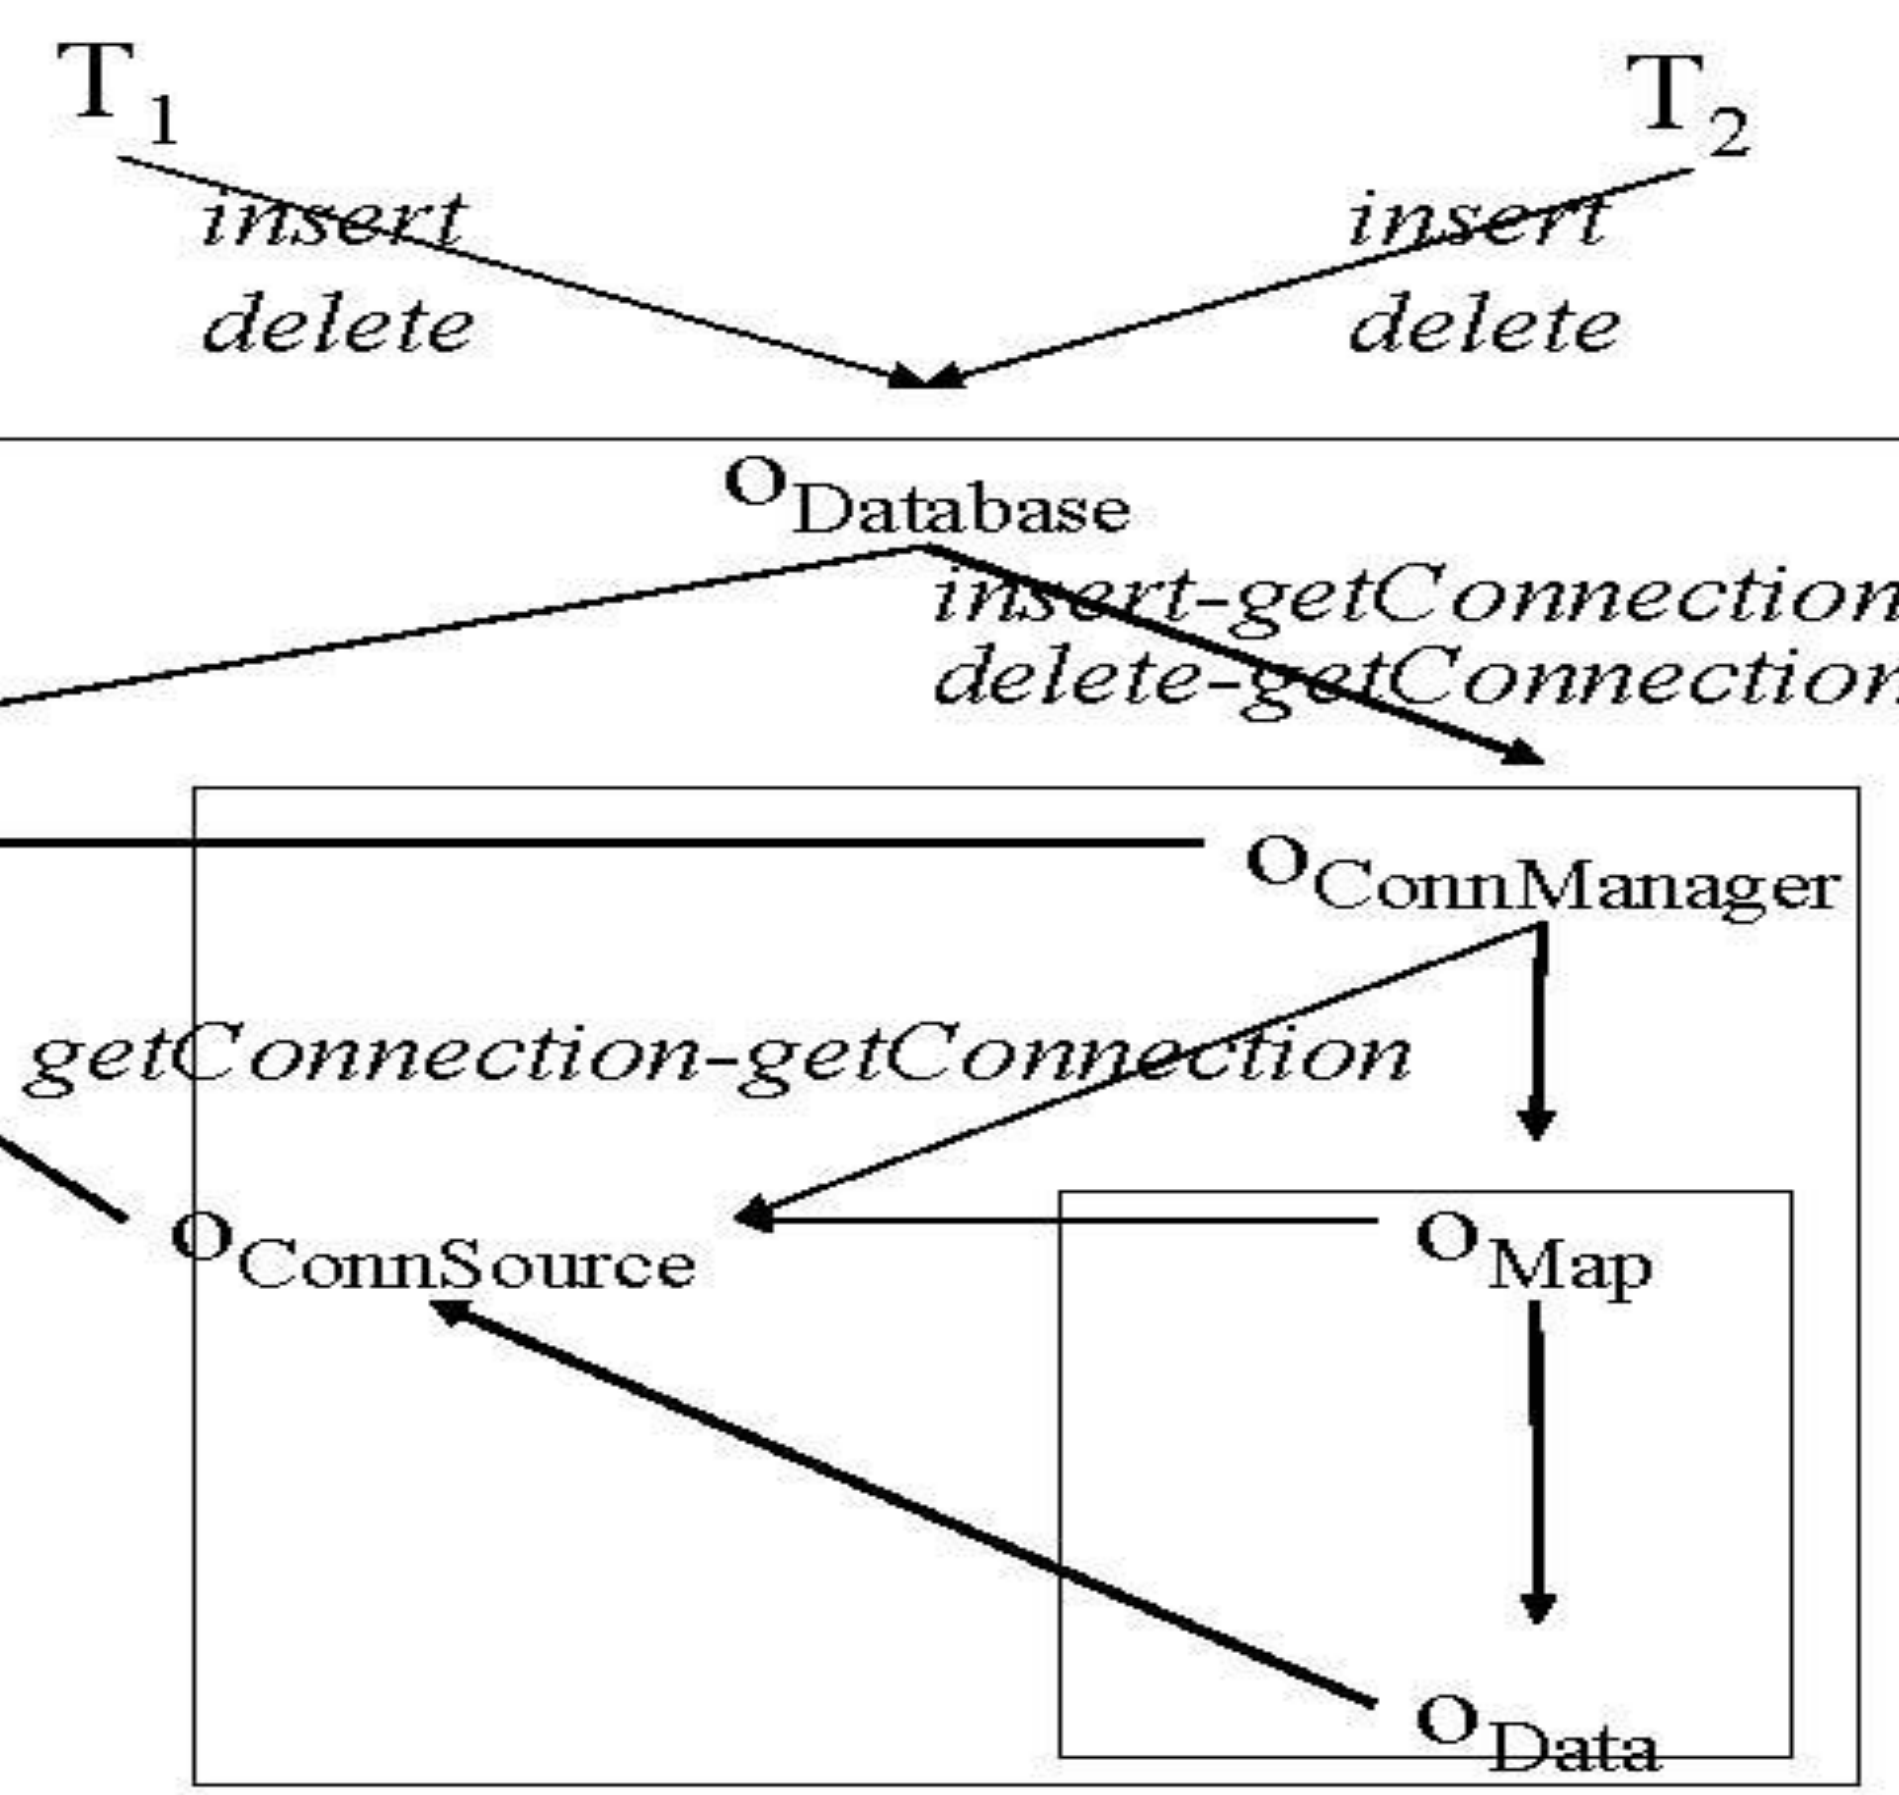 T1 T2
insert insert
delete delete
oDatabase
insert-getConnection
delete-getConnection
oConnManager
getConnection-getConnection
oConnSource oMap
oData